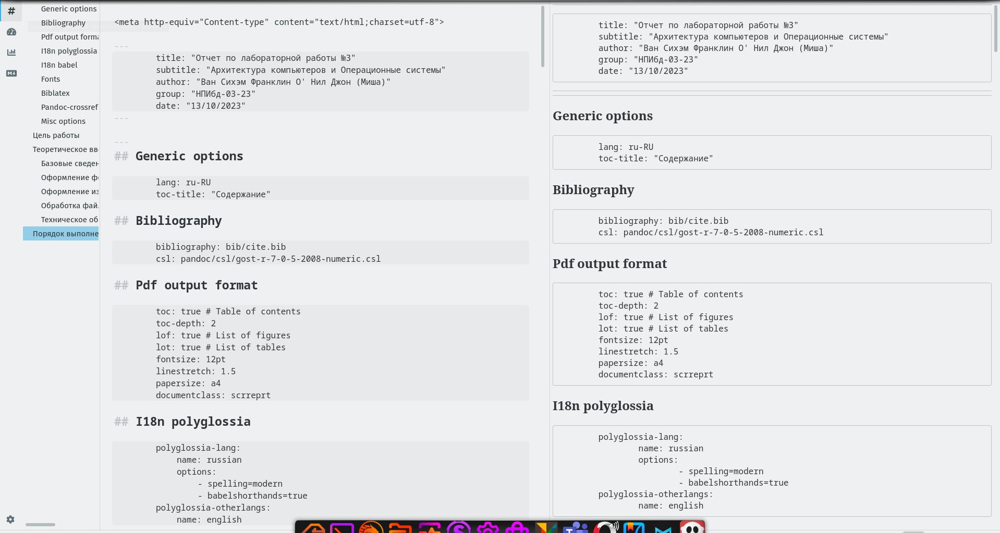 #
Generic options
Bibliography
Pdf output forma
I18n polyglossia
I18n babel
Fonts
Biblatex
Pandoc-crossref
Misc options
Цель работы
Теоретическое вв
Базовые сведен
Оформление фо
Оформление из
Обработка фай
Техническое об
Порядок выполне
<meta http-equiv="Content-type" content="text/html;charset=utf-8">
---
title: "Отчет по лабораторной работы №3"
subtitle: "Архитектура компьютеров и Операционные системы"
author: "Ван Сихэм Франклин О' Нил Джон (Миша)"
group: "НПИбд-03-23"
date: "13/10/2023"
---
---
## Generic options
lang: ru-RU
toc-title: "Содержание"
## Bibliography
bibliography: bib/cite.bib
csl: pandoc/csl/gost-r-7-0-5-2008-numeric.csl
## Pdf output format
toc: true # Table of contents
toc-depth: 2
lof: true # List of figures
lot: true # List of tables
fontsize: 12pt
linestretch: 1.5
papersize: a4
documentclass: scrreprt
## I18n polyglossia
polyglossia-lang:
name: russian
options:
- spelling=modern
- babelshorthands=true
polyglossia-otherlangs:
name: english
title: "Отчет по лабораторной работы №3"
subtitle: "Архитектура компьютеров и Операционные системы"
author: "Ван Сихэм Франклин О' Нил Джон (Миша)"
group: "НПИбд-03-23"
date: "13/10/2023"
Generic options
lang: ru-RU
toc-title: "Содержание"
Bibliography
bibliography: bib/cite.bib
csl: pandoc/csl/gost-r-7-0-5-2008-numeric.csl
Pdf output format
toc: true # Table of contents
toc-depth: 2
lof: true # List of figures
lot: true # List of tables
fontsize: 12pt
linestretch: 1.5
papersize: a4
documentclass: scrreprt
I18n polyglossia
polyglossia-lang:
name: russian
options:
- spelling=modern
- babelshorthands=true
polyglossia-otherlangs:
name: english